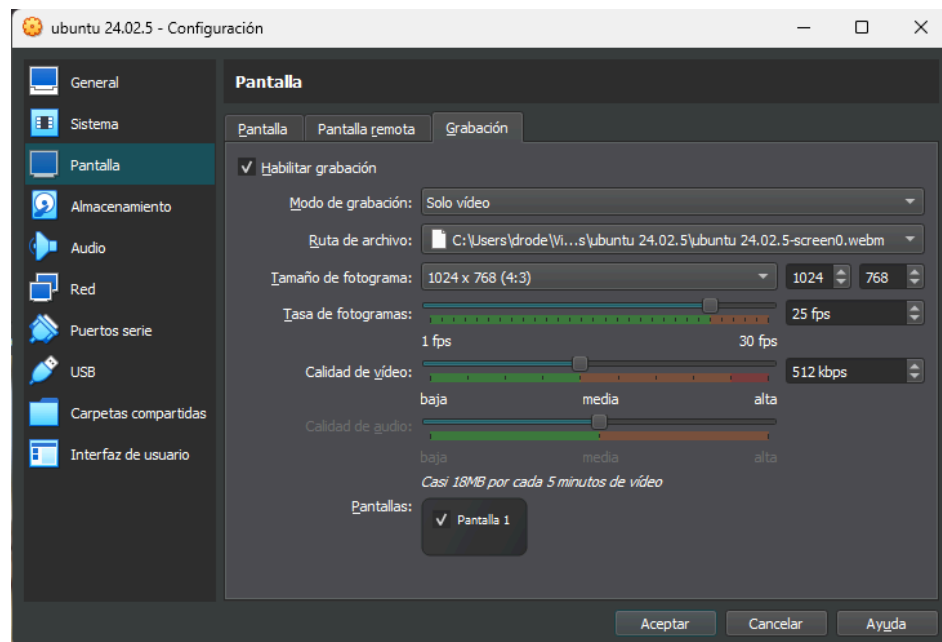 ubuntu 24.02.5 - Configuración
General
Sistema
Pantalla
Almacenamiento
Audio
Red
Puertos serie
USB
Carpetas compartidas
Interfaz de usuario
Pantalla
Pantalla Pantalla remota Grabación
Habilitar grabación
Modo de grabación: Solo vídeo
Ruta de archivo: C:\Users\drode\Vi...s\ubuntu 24.02.5\ubuntu 24.02.5-screen0.webm
Tamaño de fotograma: 1024 x 768 (4:3) 1024 768
Tasa de fotogramas: 25 fps
1 fps 30 fps
Calidad de vídeo: 512 kbps
baja media alta
Calidad de audio:
baja media alta
Casi 18MB por cada 5 minutos de vídeo
Pantallas: Pantalla 1
Aceptar Cancelar Ayuda